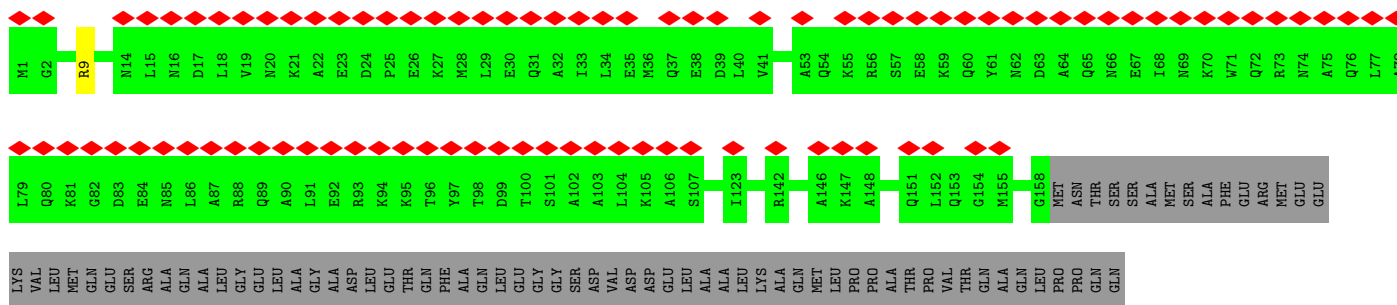 M1 G2 R9 N14 L15 N16 D17 L18 V19 N20 K21 A22 E23 D24 P25 E26 K27 M28 L29 E30 Q31 A32 I33 L34 E35 M36 Q37 E38 D39 L40 V41 A53 Q54 K55 R56 S57 E58 K59 Q60 Y61 N62 D63 A64 Q65 N66 E67 I68 N69 K70 W71 Q72 R73 N74 A75 Q76 L77
L79 Q80 K81 G82 D83 E84 N85 L86 A87 R88 Q89 A90 L91 E92 R93 K94 K95 T96 Y97 T98 D99 T100 S101 A102 A103 L104 K105 A106 S107 I123 R142 A146 K147 A148 Q151 L152 Q153 G154 M155 G158 MET ASN THR SER SER ALA MET SER ALA PHE GLU ARG MET GLU GLU
LYS VAL LEU MET GLN GLU SER ARG ALA GLN ALA LEU GLY GLU LEU ALA GLY ALA ASP LEU GLU THR GLN PHE ALA GLN LEU GLU GLY GLY SER ASP VAL ASP ASP GLU LEU ALA ALA LEU LYS ALA GLN MET LEU PRO PRO ALA THR PRO VAL THR GLN ALA GLN LEU PRO PRO GLN GLN